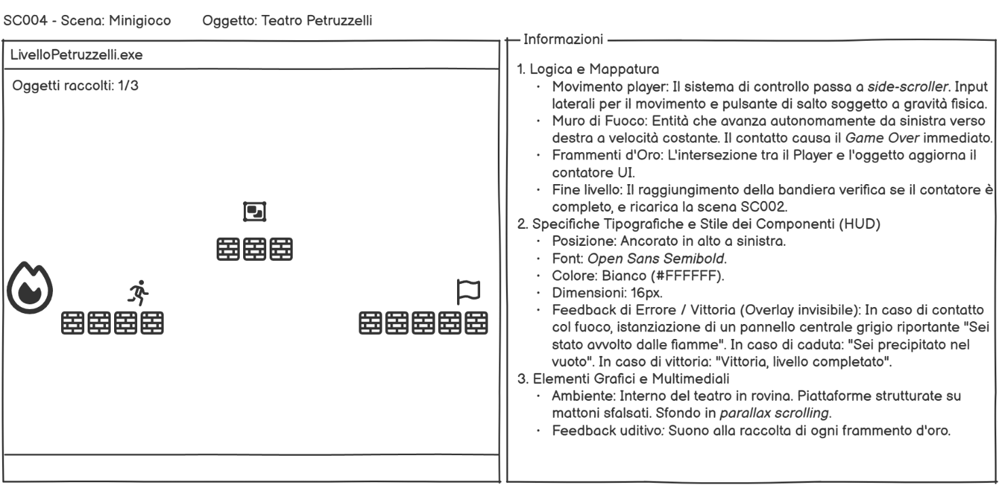 SC004 - Scena: Minigioco Oggetto: Teatro Petruzzelli
LivelloPetruzzelli.exe
Oggetti raccolti: 1/3
Informazioni
1. Logica e Mappatura
· Movimento player: Il sistema di controllo passa a side-scroller. Input
laterali per il movimento e pulsante di salto soggetto a gravità fisica.
· Muro di Fuoco: Entità che avanza autonomamente da sinistra verso
destra a velocità costante. Il contatto causa il Game Over immediato.
· Frammenti d'Oro: L'intersezione tra il Player e l'oggetto aggiorna il
contatore UI.
· Fine livello: Il raggiungimento della bandiera verifica se il contatore è
completo, e ricarica la scena SC002.
2. Specifiche Tipografiche e Stile dei Componenti (HUD)
· Posizione: Ancorato in alto a sinistra.
· Font: Open Sans Semibold.
· Colore: Bianco (#FFFFFF).
· Dimensioni: 16px.
· Feedback di Errore / Vittoria (Overlay invisibile): In caso di contatto
col fuoco, istanziazione di un pannello centrale grigio riportante "Sei
stato avvolto dalle fiamme". In caso di caduta: "Sei precipitato nel
vuoto". In caso di vittoria: "Vittoria, livello completato".
3. Elementi Grafici e Multimediali
· Ambiente: Interno del teatro in rovina. Piattaforme strutturate su
mattoni sfalsati. Sfondo in parallax scrolling.
· Feedback uditivo: Suono alla raccolta di ogni frammento d'oro.